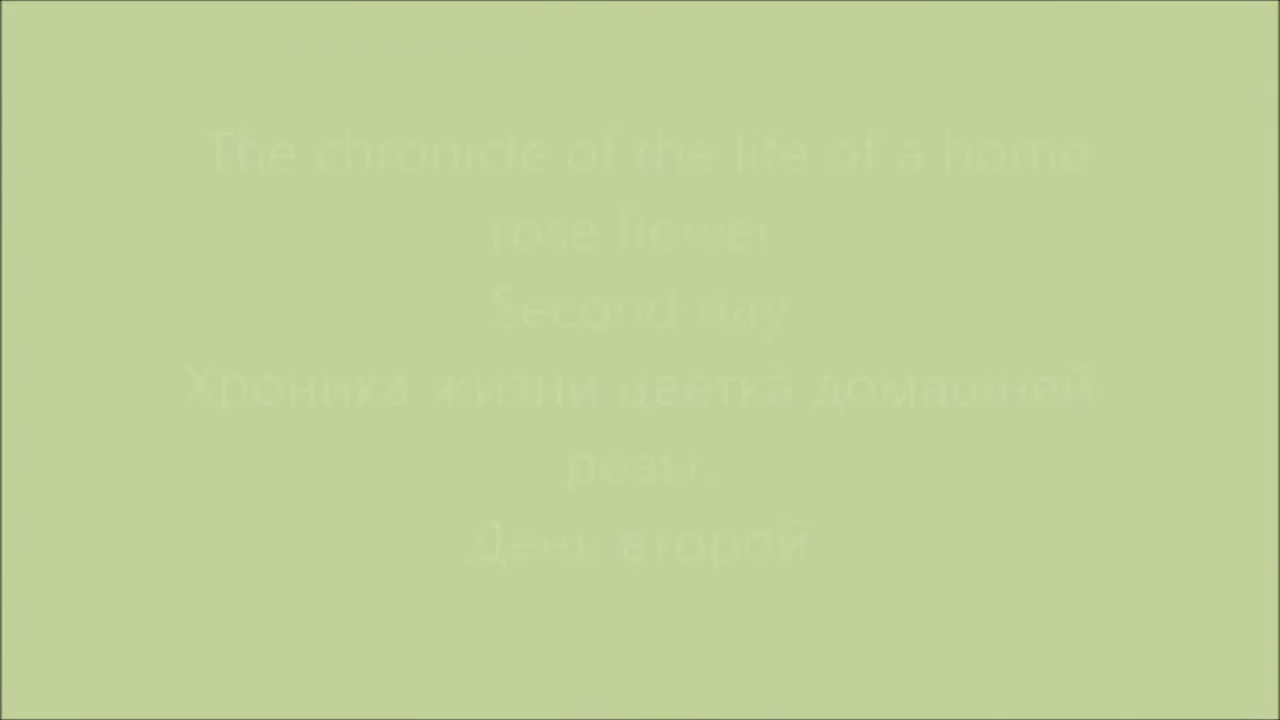 The chronicle of the life of a home
rose flower
Second day
Хроника жизни цветка домашней
розы.
День второй